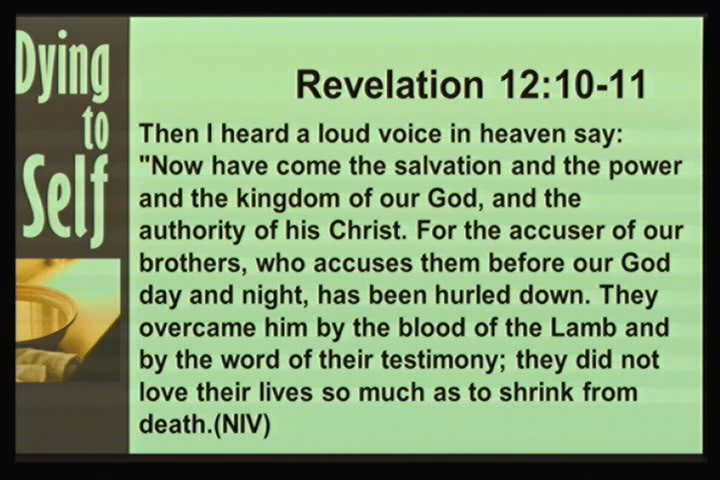 Dying
to
Self
Revelation 12:10-11
Then I heard a loud voice in heaven say:
"Now have come the salvation and the power
and the kingdom of our God, and the
authority of his Christ. For the accuser of our
brothers, who accuses them before our God
day and night, has been hurled down. They
overcame him by the blood of the Lamb and
by the word of their testimony; they did not
love their lives so much as to shrink from
death.(NIV)